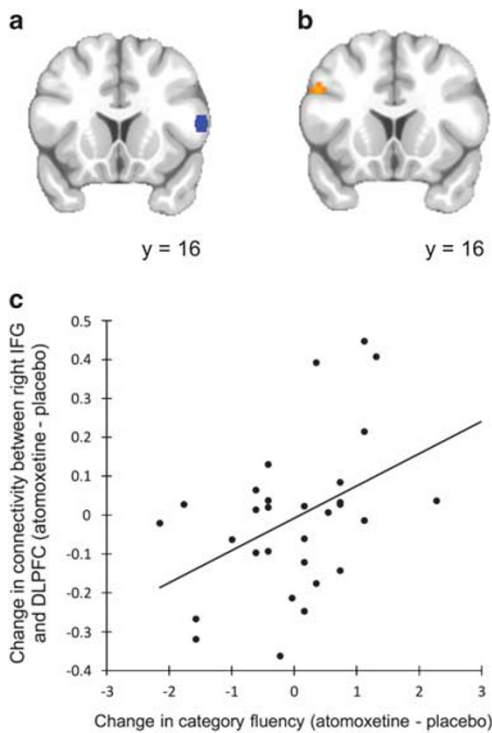 a
b
y = 16
y = 16
c
Change in connectivity between right IFG
and DLPFC (atomoxetine - placebo)
0.5
0.4
0.3
0.2
0.1
0
-0.1
-0.2
-0.3
-0.4
-3
-2
-1
0
1
2
3
Change in category fluency (atomoxetine - placebo)